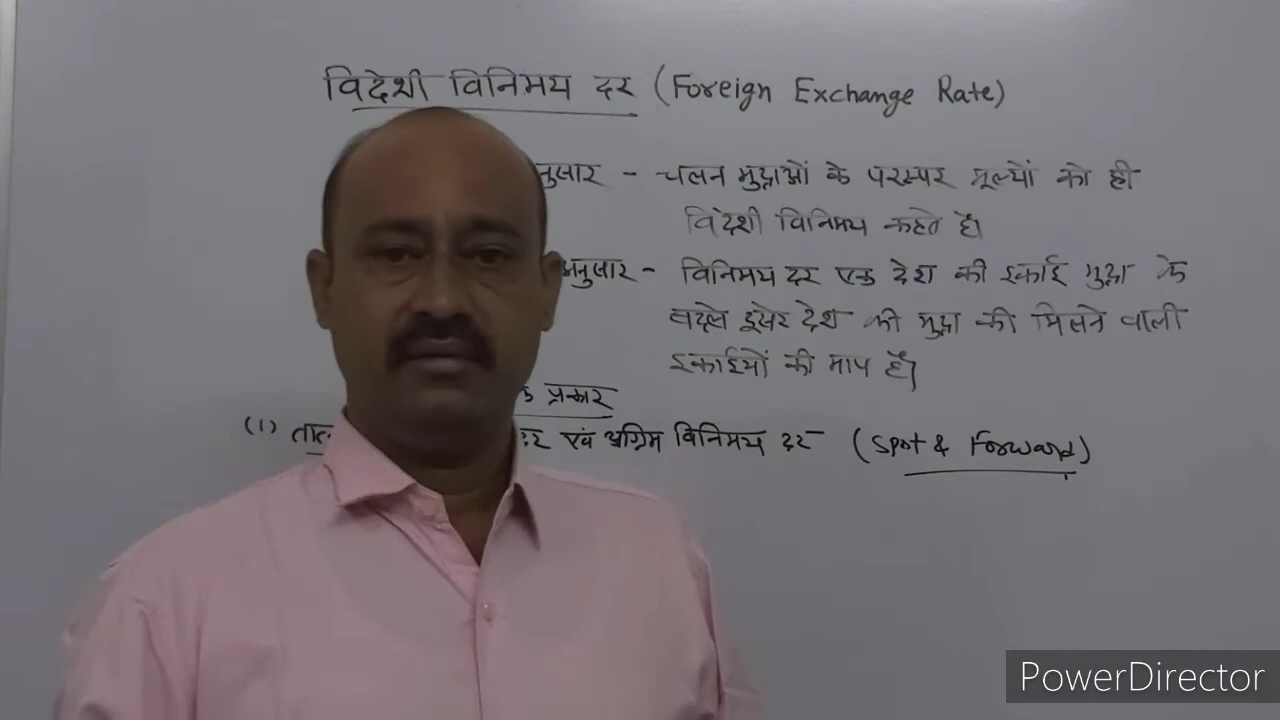 विदेशी विनिमय दर (Foreign Exchange Rate)
नुसार - चलन मुद्राओं के परस्पर मूल्यों को ही
विदेशी विनिमय कहते है।
अनुसार - विनिमय दर एक देश की इकाई मुद्रा के
बदले दूसरे देश की मुद्रा की मिलने वाली
इकाईयों की माप है।
के प्रकार
(1) ताल दर एवं अग्रिम विनिमय दर (Spot & Forward)
PowerDirector